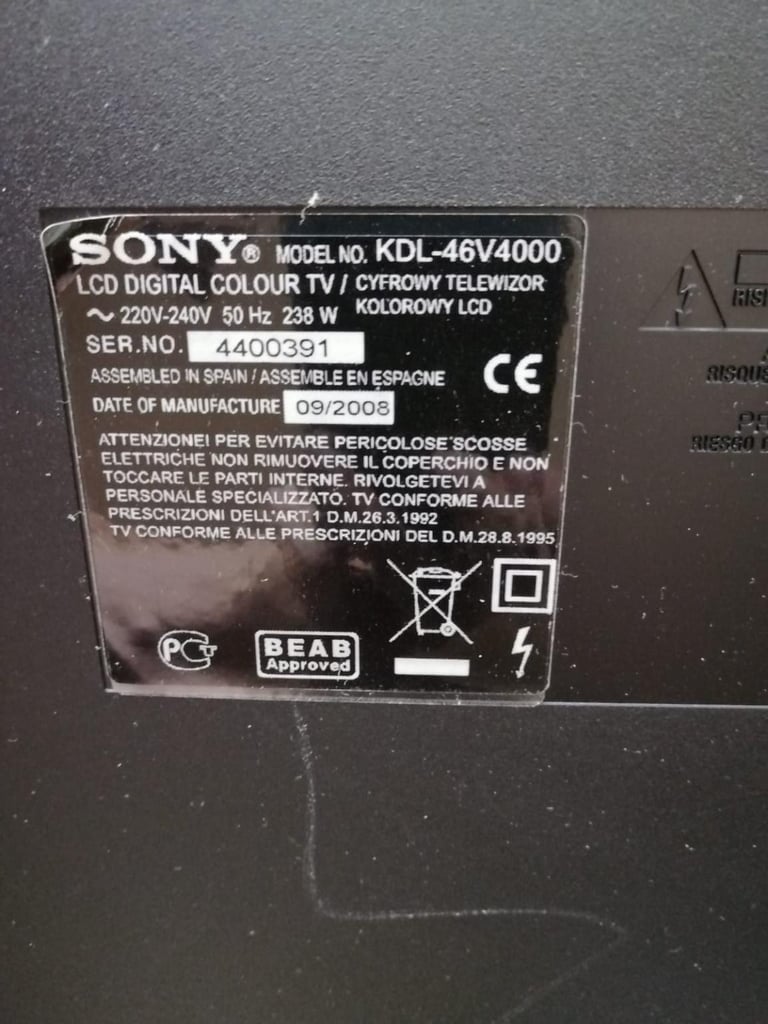 SONY® MODEL NO. KDL-46V4000
LCD DIGITAL COLOUR TV / CYFROWY TELEWIZOR
KOLOROWY LCD
~ 220V-240V 50 Hz 238 W
SER.NO. 4400391
ASSEMBLED IN SPAIN / ASSEMBLE EN ESPAGNE
CE
DATE OF MANUFACTURE 09/2008
ATTENZIONE! PER EVITARE PERICOLOSE SCOSSE
ELETTRICHE NON RIMUOVERE IL COPERCHIO E NON
TOCCARE LE PARTI INTERNE. RIVOLGETEVI A
PERSONALE SPECIALIZZATO. TV CONFORME ALLE
PRESCRIZIONI DELL'ART.1 D.M.26.3.1992
TV CONFORME ALLE PRESCRIZIONI DEL D.M.28.8.1995
BEAB
Approved
RISQUE
RIESGO